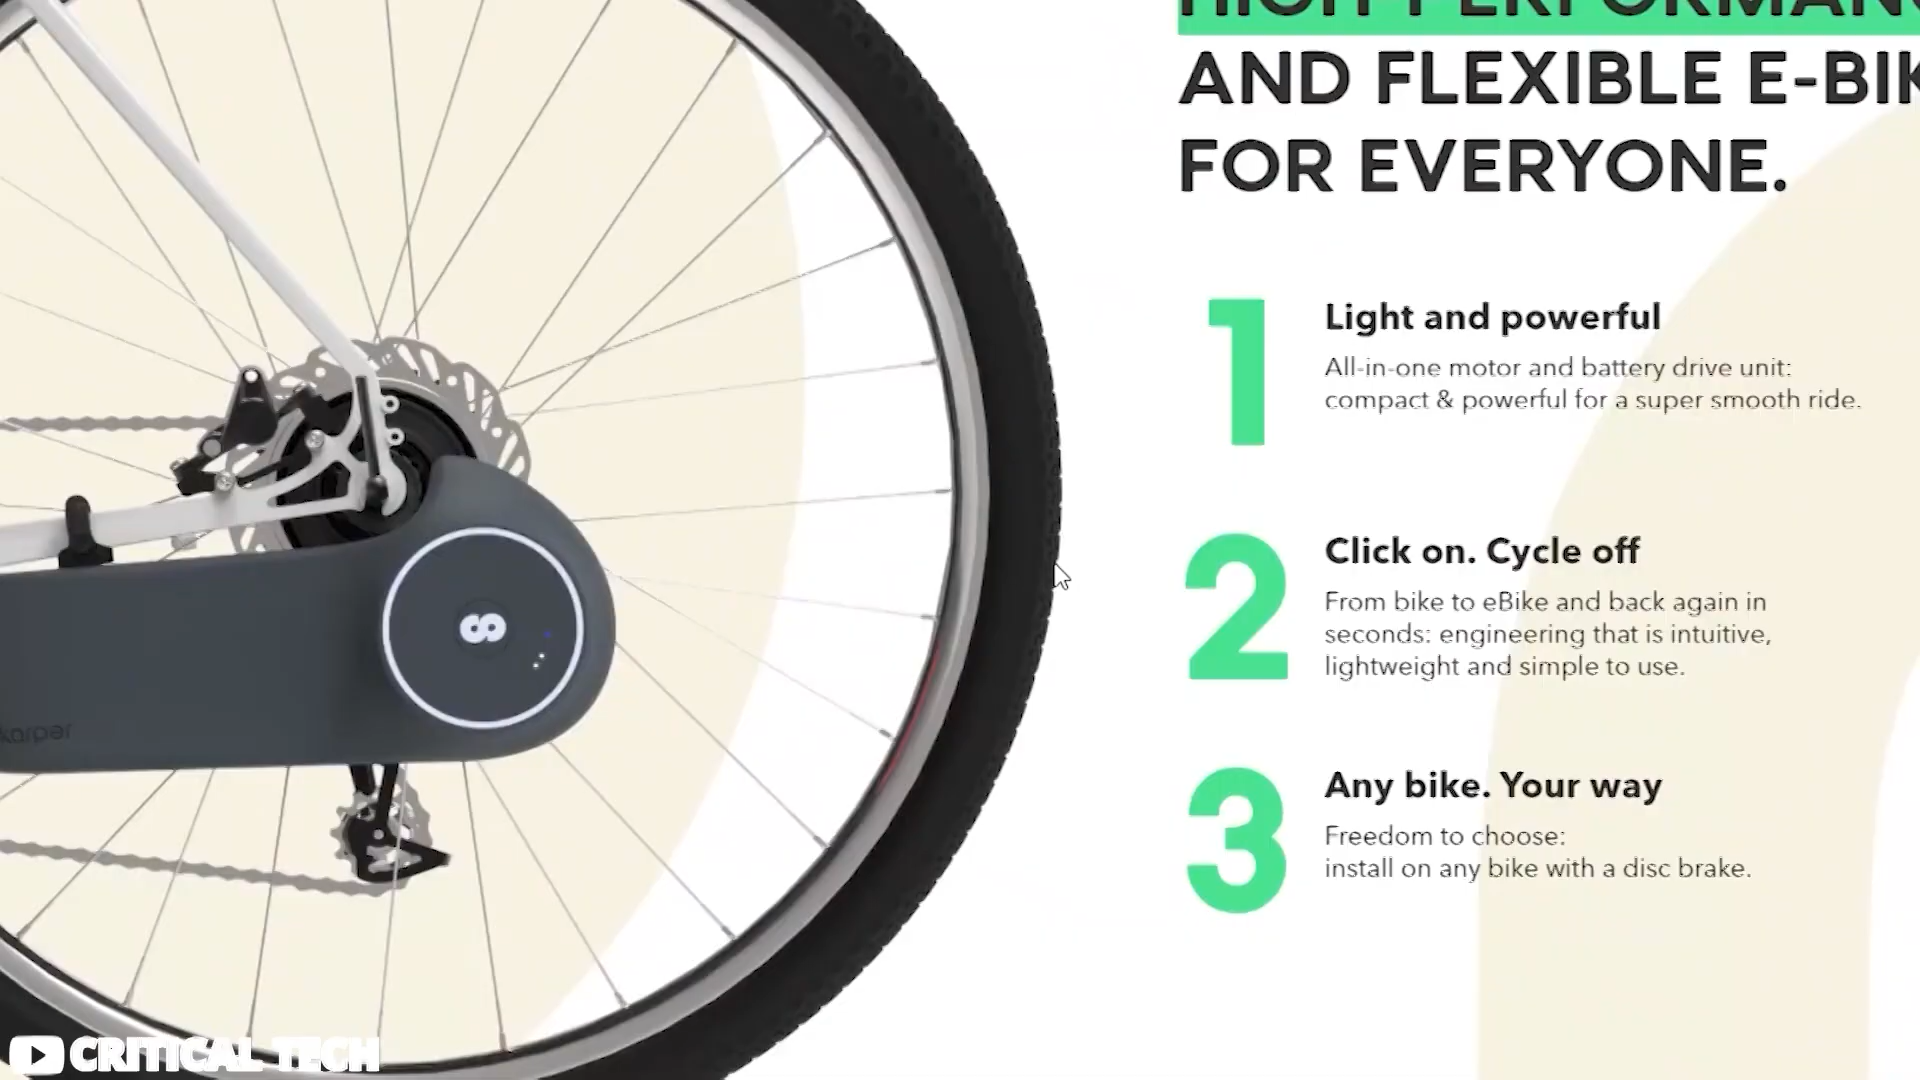 HIGH PERFORMANC
AND FLEXIBLE E-BIK
FOR EVERYONE.
1
Light and powerful
All-in-one motor and battery drive unit:
compact & powerful for a super smooth ride.
2
Click on. Cycle off
From bike to eBike and back again in
seconds: engineering that is intuitive,
lightweight and simple to use.
3
Any bike. Your way
Freedom to choose:
install on any bike with a disc brake.
karper
CRITICAL TECH